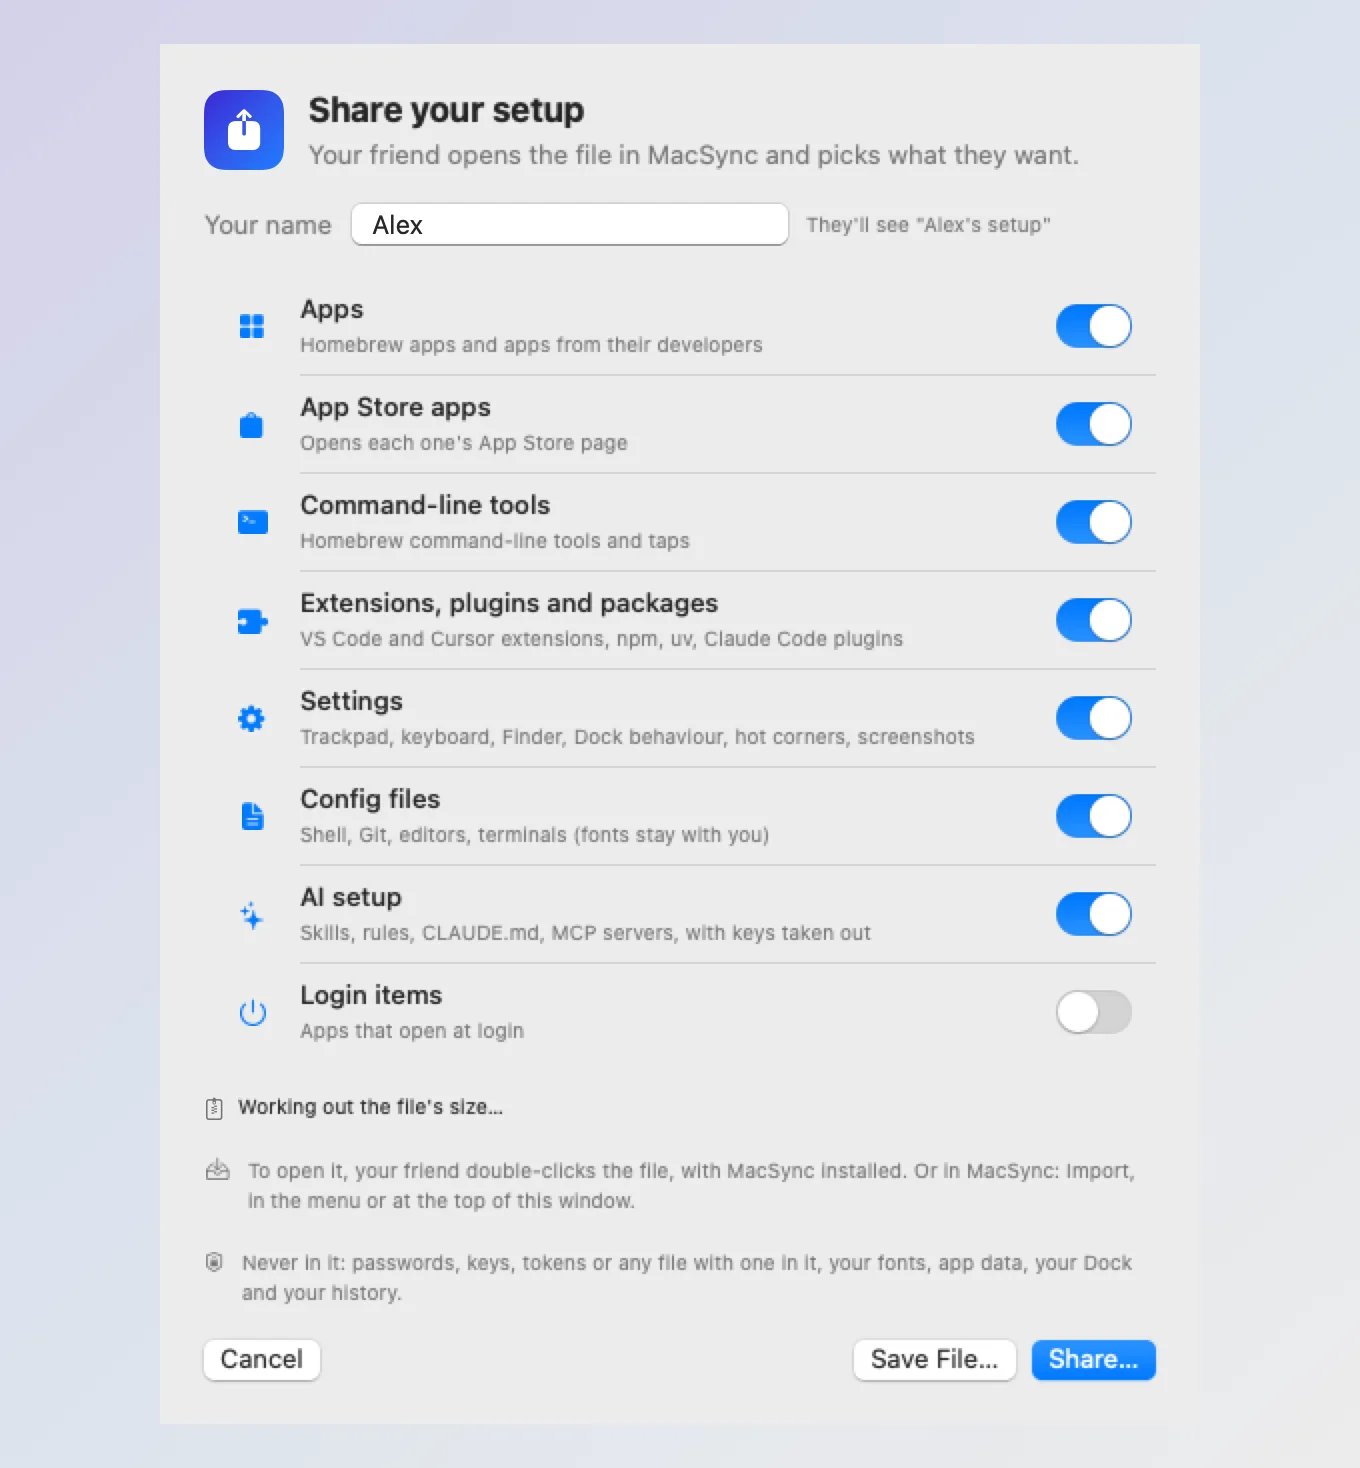 Share your setup
Your friend opens the file in MacSync and picks what they want.
Your name
Alex
They'll see "Alex's setup"
Apps
Homebrew apps and apps from their developers
App Store apps
Opens each one's App Store page
Command-line tools
Homebrew command-line tools and taps
Extensions, plugins and packages
VS Code and Cursor extensions, npm, uv, Claude Code plugins
Settings
Trackpad, keyboard, Finder, Dock behaviour, hot corners, screenshots
Config files
Shell, Git, editors, terminals (fonts stay with you)
AI setup
Skills, rules, CLAUDE.md, MCP servers, with keys taken out
Login items
Apps that open at login
Working out the file's size...
To open it, your friend double-clicks the file, with MacSync installed. Or in MacSync: Import,
in the menu or at the top of this window.
Never in it: passwords, keys, tokens or any file with one in it, your fonts, app data, your Dock
and your history.
Cancel
Save File...
Share...